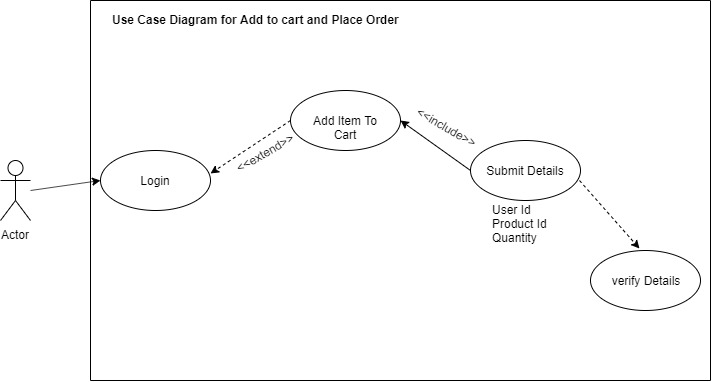 Use Case Diagram for Add to cart and Place Order
Add Item To
Cart
<<include>>
<<extend>>
Login
Submit Details
User Id
Product Id
Quantity
Actor
verify Details